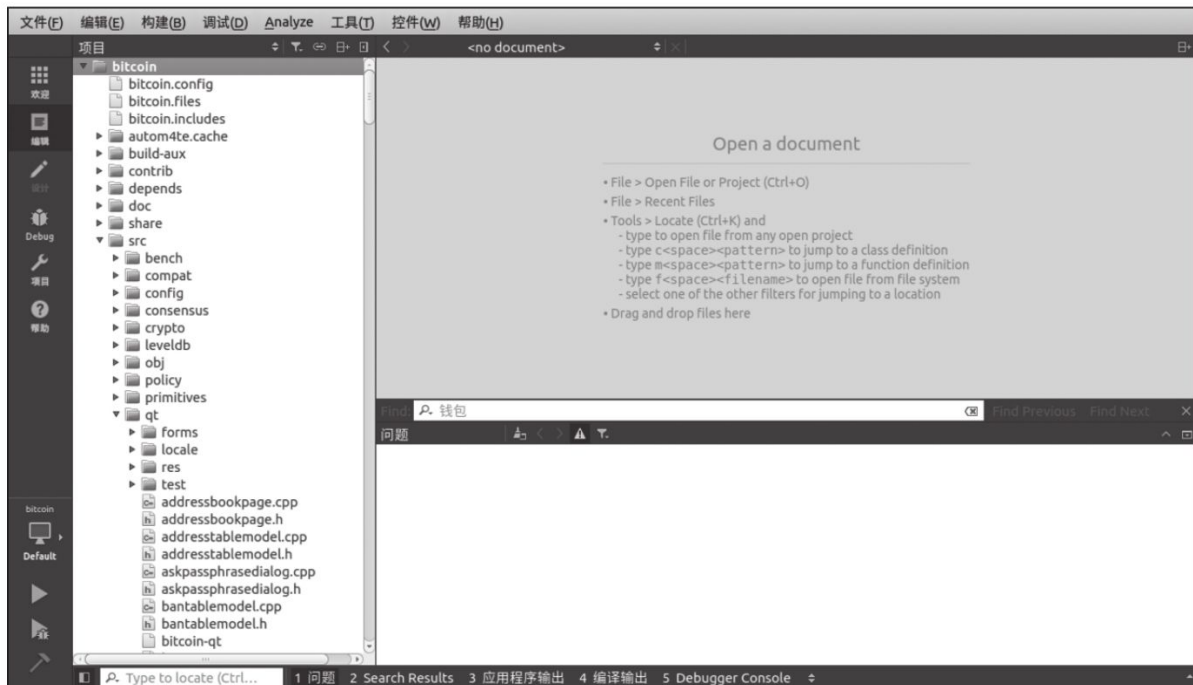 文件(F) 编辑(E) 构建(B) 调试(D) Analyze 工具(T) 控件(W) 帮助(H)
项目
<no document>
欢迎
编辑
设计
Debug
项目
帮助
bitcoin
Default
bitcoin
bitcoin.config
bitcoin.files
bitcoin.includes
autom4te.cache
build-aux
contrib
depends
doc
share
src
bench
compat
config
consensus
crypto
leveldb
obj
policy
primitives
qt
forms
locale
res
test
addressbookpage.cpp
addressbookpage.h
addresstablemodel.cpp
addresstablemodel.h
askpassphrasedialog.cpp
askpassphrasedialog.h
bantablemodel.cpp
bantablemodel.h
bitcoin-qt
Open a document
• File > Open File or Project (Ctrl+O)
• File > Recent Files
• Tools > Locate (Ctrl+K) and
- type to open file from any open project
- type c<space><pattern> to jump to a class definition
- type m<space><pattern> to jump to a function definition
- type f<space><filename> to open file from file system
- select one of the other filters for jumping to a location
• Drag and drop files here
Find: 钱包 Find Previous Find Next
问题
Type to locate (Ctrl... 1 问题 2 Search Results 3 应用程序输出 4 编译输出 5 Debugger Console